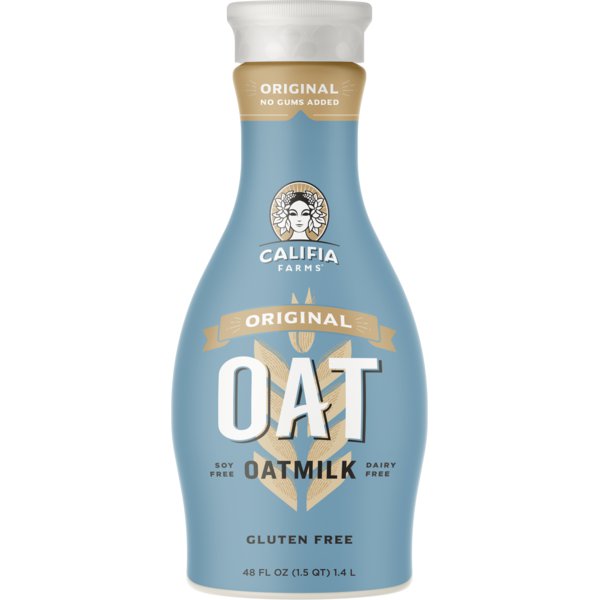 ORIGINAL
NO GUMS ADDED
CALIFIA
FARMS
ORIGINAL
OAT
SOY FREE
OATMILK
DAIRY FREE
GLUTEN FREE
48 FL OZ (1.5 QT) 1.4 L